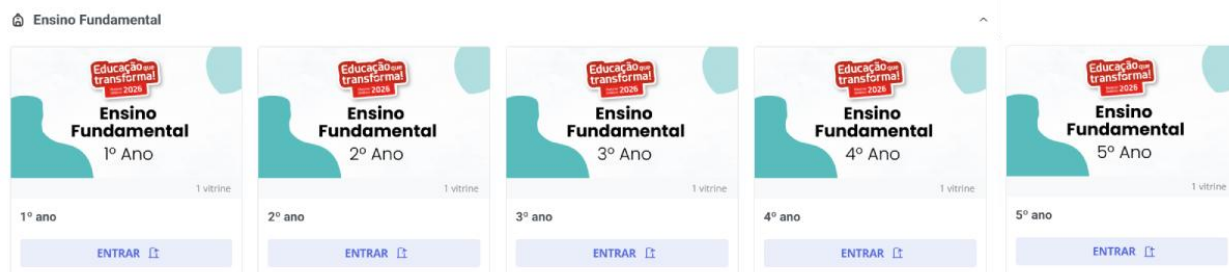 Ensino Fundamental
Educação que
transforma!
2026
Ensino
Fundamental
1º Ano
1 vitrine
1º ano
ENTRAR
Educação que
transforma!
2026
Ensino
Fundamental
2º Ano
1 vitrine
2º ano
ENTRAR
Educação que
transforma!
2026
Ensino
Fundamental
3º Ano
1 vitrine
3º ano
ENTRAR
Educação que
transforma!
2026
Ensino
Fundamental
4º Ano
1 vitrine
4º ano
ENTRAR
Educação que
transforma!
2026
Ensino
Fundamental
5º Ano
1 vitrine
5º ano
ENTRAR